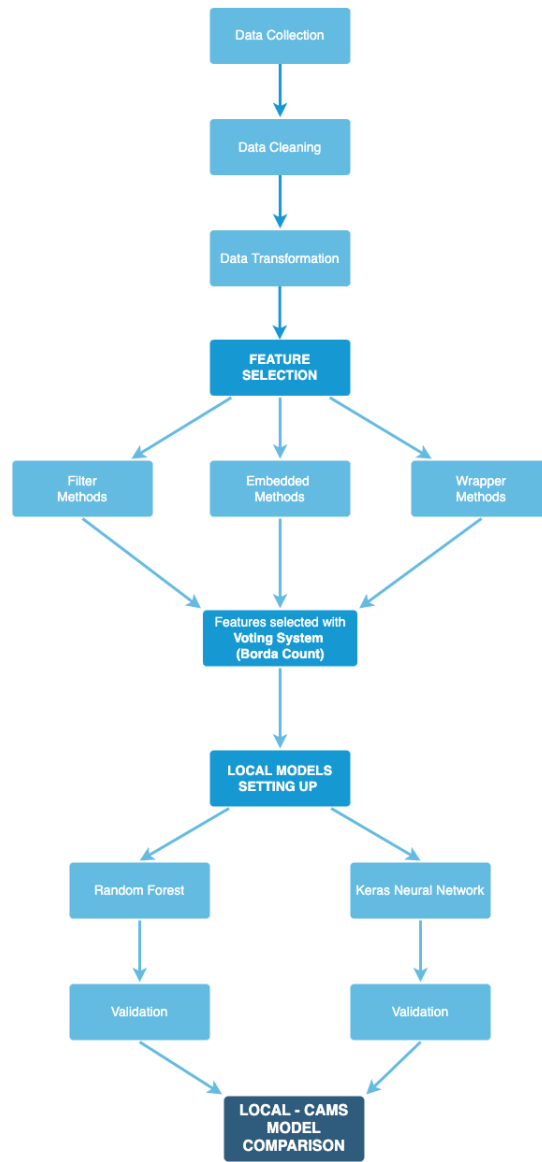 Data Collection
Data Cleaning
Data Transformation
FEATURE
SELECTION
Filter
Methods
Embedded
Methods
Wrapper
Methods
Features selected with
Voting System
(Borda Count)
LOCAL MODELS
SETTING UP
Random Forest
Keras Neural Network
Validation
Validation
LOCAL - CAMS
MODEL
COMPARISON